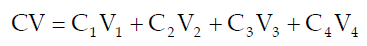 CV = C₁V₁ + C₂V₂ + C₃V₃ + C₄V₄